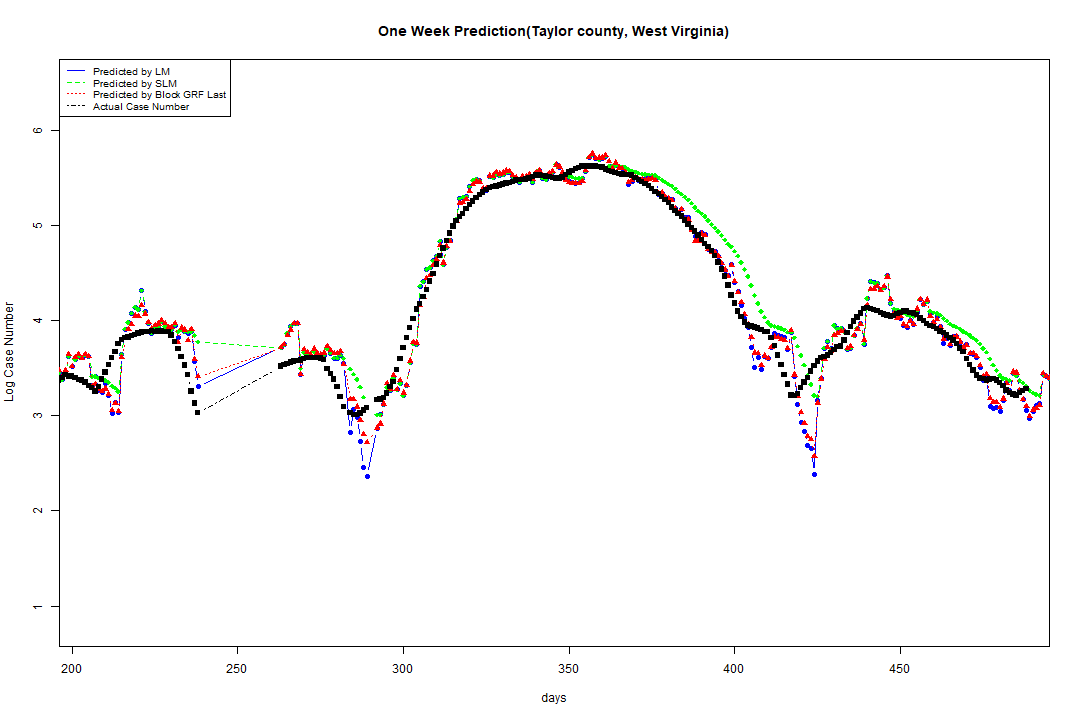 One Week Prediction(Taylor county, West Virginia)
Predicted by LM
Predicted by SLM
Predicted by Block GRF Last
Actual Case Number
6
5
4
3
2
1
Log Case Number
200 250 300 350 400 450
days